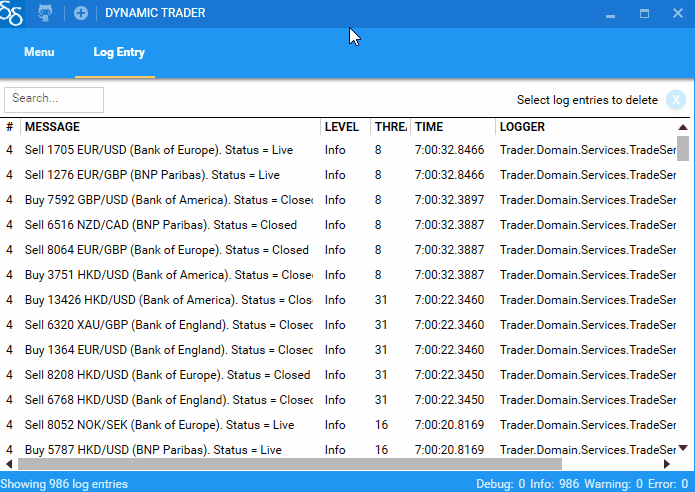 DYNAMIC TRADER
Menu Log Entry
Search... Select log entries to delete X
# MESSAGE LEVEL THREA TIME LOGGER
4 Sell 1705 EUR/USD (Bank of Europe). Status = Live Info 8 7:00:32.8466 Trader.Domain.Services.TradeSer
4 Sell 1276 EUR/GBP (BNP Paribas). Status = Live Info 8 7:00:32.8466 Trader.Domain.Services.TradeSer
4 Buy 7592 GBP/USD (Bank of America). Status = Closed Info 8 7:00:32.3897 Trader.Domain.Services.TradeSer
4 Sell 6516 NZD/CAD (BNP Paribas). Status = Closed Info 8 7:00:32.3887 Trader.Domain.Services.TradeSer
4 Sell 8064 EUR/GBP (Bank of Europe). Status = Closed Info 8 7:00:32.3887 Trader.Domain.Services.TradeSer
4 Buy 3751 HKD/USD (Bank of America). Status = Closed Info 8 7:00:32.3887 Trader.Domain.Services.TradeSer
4 Buy 13426 HKD/USD (Bank of America). Status = Closed Info 31 7:00:22.3460 Trader.Domain.Services.TradeSer
4 Sell 6320 XAU/GBP (Bank of England). Status = Closed Info 31 7:00:22.3460 Trader.Domain.Services.TradeSer
4 Buy 1364 EUR/USD (Bank of England). Status = Closed Info 31 7:00:22.3460 Trader.Domain.Services.TradeSer
4 Sell 8208 HKD/USD (Bank of Europe). Status = Closed Info 31 7:00:22.3450 Trader.Domain.Services.TradeSer
4 Sell 6768 HKD/USD (Bank of England). Status = Closed Info 31 7:00:22.3450 Trader.Domain.Services.TradeSer
4 Sell 8052 NOK/SEK (Bank of Europe). Status = Live Info 16 7:00:20.8169 Trader.Domain.Services.TradeSer
4 Buy 5787 HKD/USD (BNP Paribas). Status = Live Info 16 7:00:20.8169 Trader.Domain.Services.TradeSer
Showing 986 log entries Debug: 0 Info: 986 Warning: 0 Error: 0